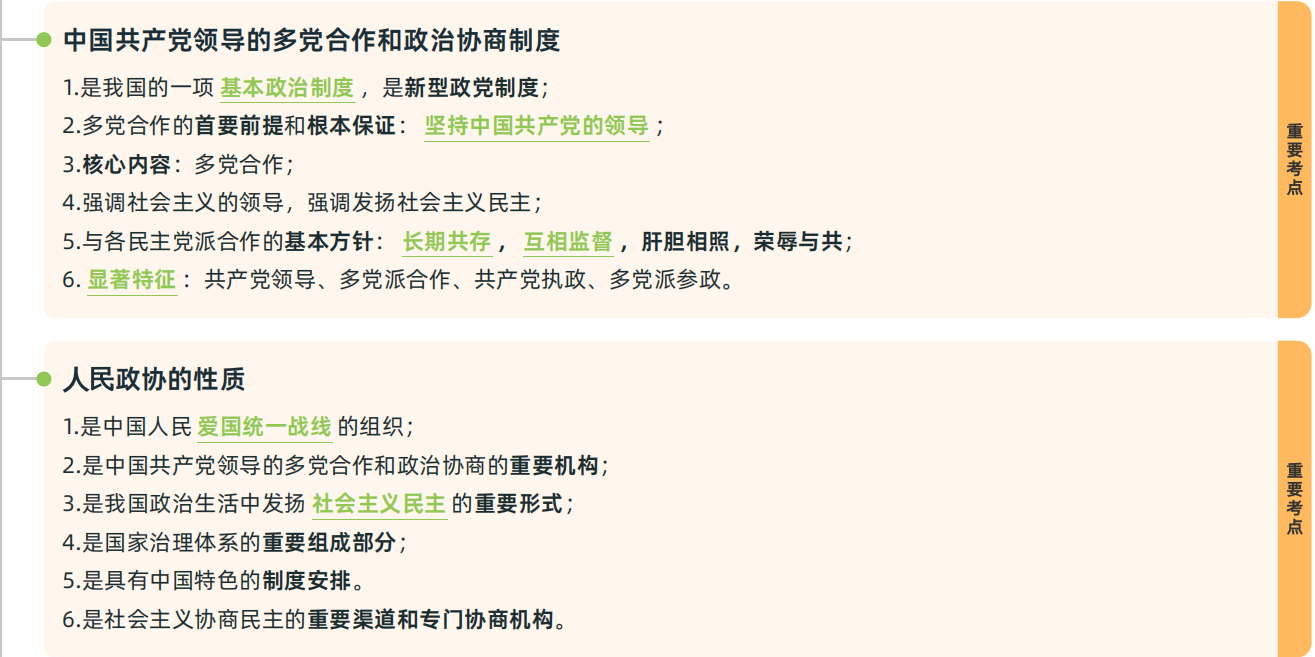 中国共产党领导的多党合作和政治协商制度
1.是我国的一项 基本政治制度 ，是新型政党制度；
2.多党合作的首要前提和根本保证： 坚持中国共产党的领导 ；
3.核心内容：多党合作；
4.强调社会主义的领导，强调发扬社会主义民主；
5.与各民主党派合作的基本方针： 长期共存 ， 互相监督 ，肝胆相照，荣辱与共；
6. 显著特征 ：共产党领导、多党派合作、共产党执政、多党派参政。
重要考点
人民政协的性质
1.是中国人民 爱国统一战线 的组织；
2.是中国共产党领导的多党合作和政治协商的重要机构；
3.是我国政治生活中发扬 社会主义民主 的重要形式；
4.是国家治理体系的重要组成部分；
5.是具有中国特色的制度安排。
6.是社会主义协商民主的重要渠道和专门协商机构。
重要考点